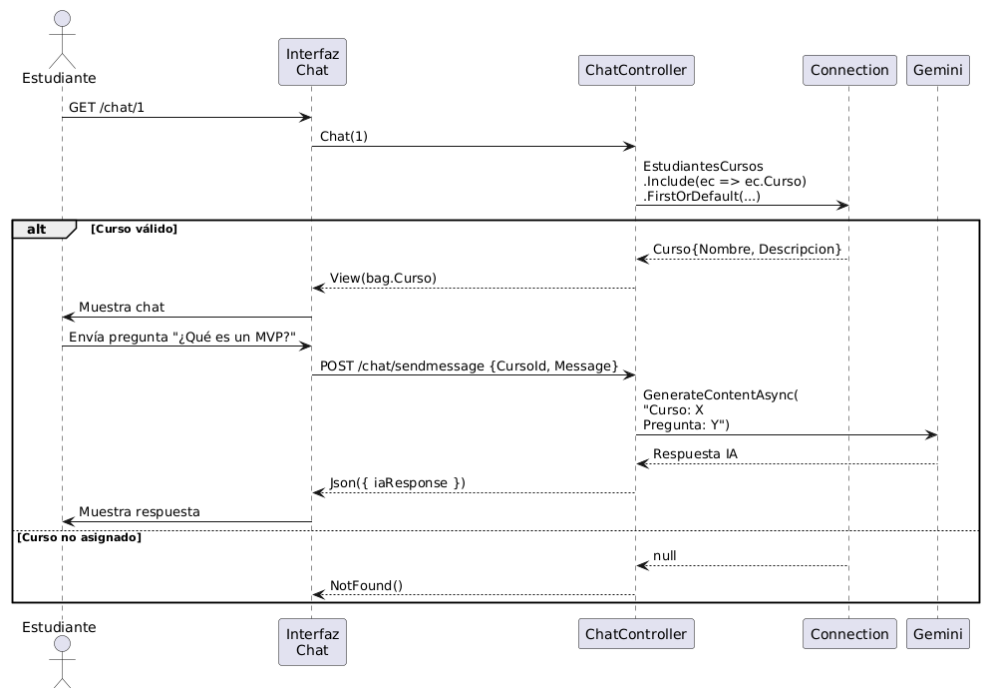 Estudiante
Interfaz
Chat
ChatController
Connection
Gemini
GET /chat/1
Chat(1)
EstudiantesCursos
.Include(ec => ec.Curso)
.FirstOrDefault(...)
alt
[Curso válido]
Curso{Nombre, Descripcion}
View(bag.Curso)
Muestra chat
Envía pregunta "¿Qué es un MVP?"
POST /chat/sendmessage {CursoId, Message}
GenerateContentAsync(
"Curso: X
Pregunta: Y")
Respuesta IA
Json({ iaResponse })
Muestra respuesta
[Curso no asignado]
null
NotFound()
Estudiante
Interfaz
Chat
ChatController
Connection
Gemini